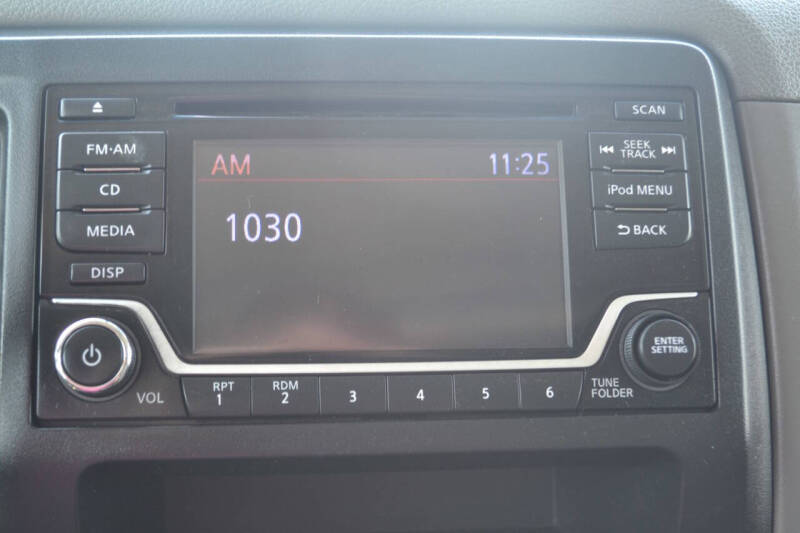 SCAN
FM·AM
CD
MEDIA
DISP
AM 11:25
1030
SEEK
TRACK
iPod MENU
BACK
VOL
RPT
1
RDM
2
3
4
5
6
TUNE
FOLDER
ENTER
SETTING